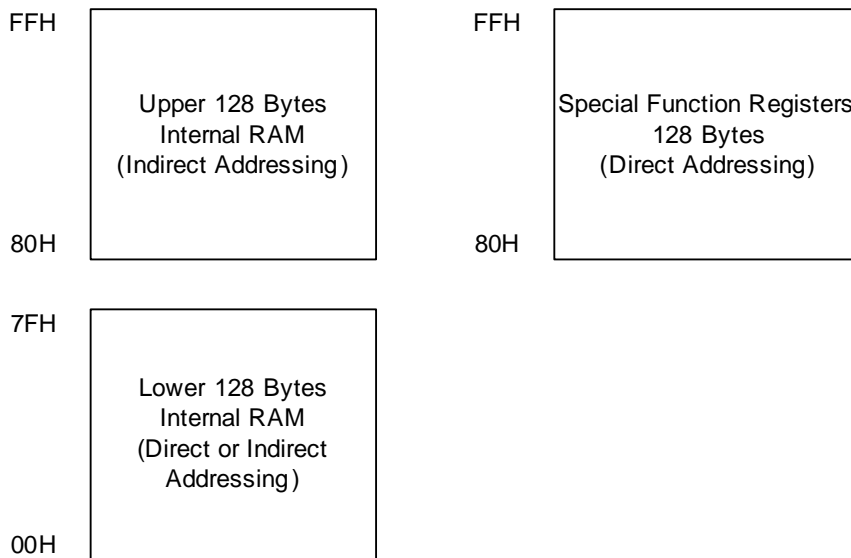 FFH
Upper 128 Bytes
Internal RAM
(Indirect Addressing)
80H
FFH
Special Function Registers
128 Bytes
(Direct Addressing)
80H
7FH
Lower 128 Bytes
Internal RAM
(Direct or Indirect
Addressing)
00H